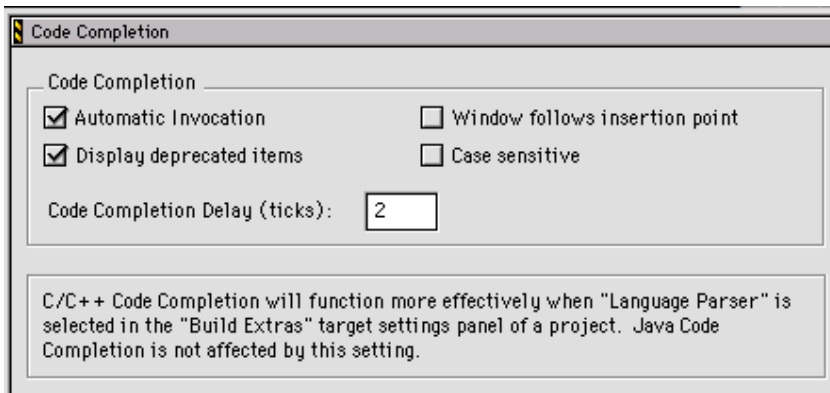 Code Completion
Code Completion
Automatic Invocation
Window follows insertion point
Display deprecated items
Case sensitive
Code Completion Delay (ticks): 2
C/C++ Code Completion will function more effectively when "Language Parser" is
selected in the "Build Extras" target settings panel of a project. Java Code
Completion is not affected by this setting.